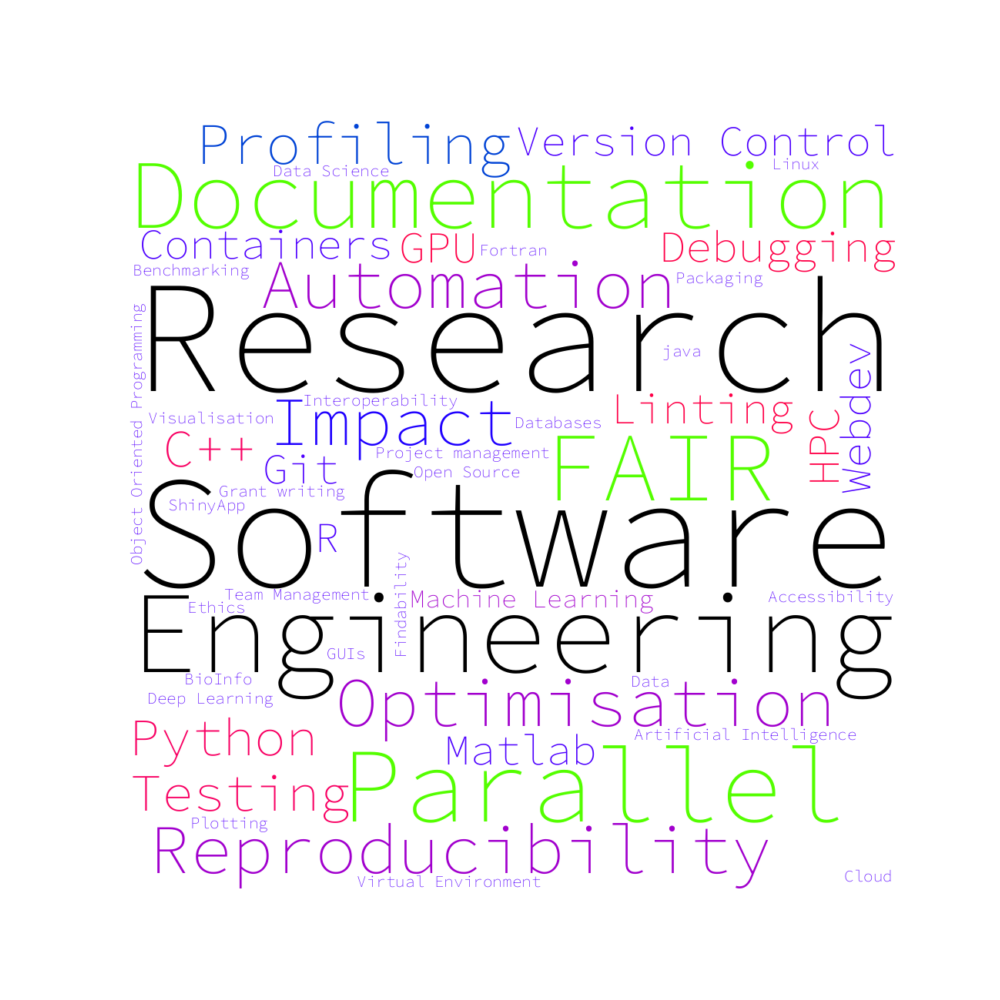 Profiling
Version Control
Data Science
Linux
Documentation
Containers
GPU
Fortran
Debugging
Benchmarking
Automation
Packaging
Research
Object Oriented Programming
java
Webdev
Interoperability
Visualisation
Impact
Databases
Linting
HPC
C++
Git
Project management
Open Source
FAIR
Grant writing
ShinyApp
R
Software
Findability
Team Management
Ethics
Machine Learning
Accessibility
Engineering
GUIs
BioInfo
Deep Learning
Data
Optimisation
Python
Matlab
Artificial Intelligence
Testing
Parallel
Plotting
Reproducibility
Virtual Environment
Cloud